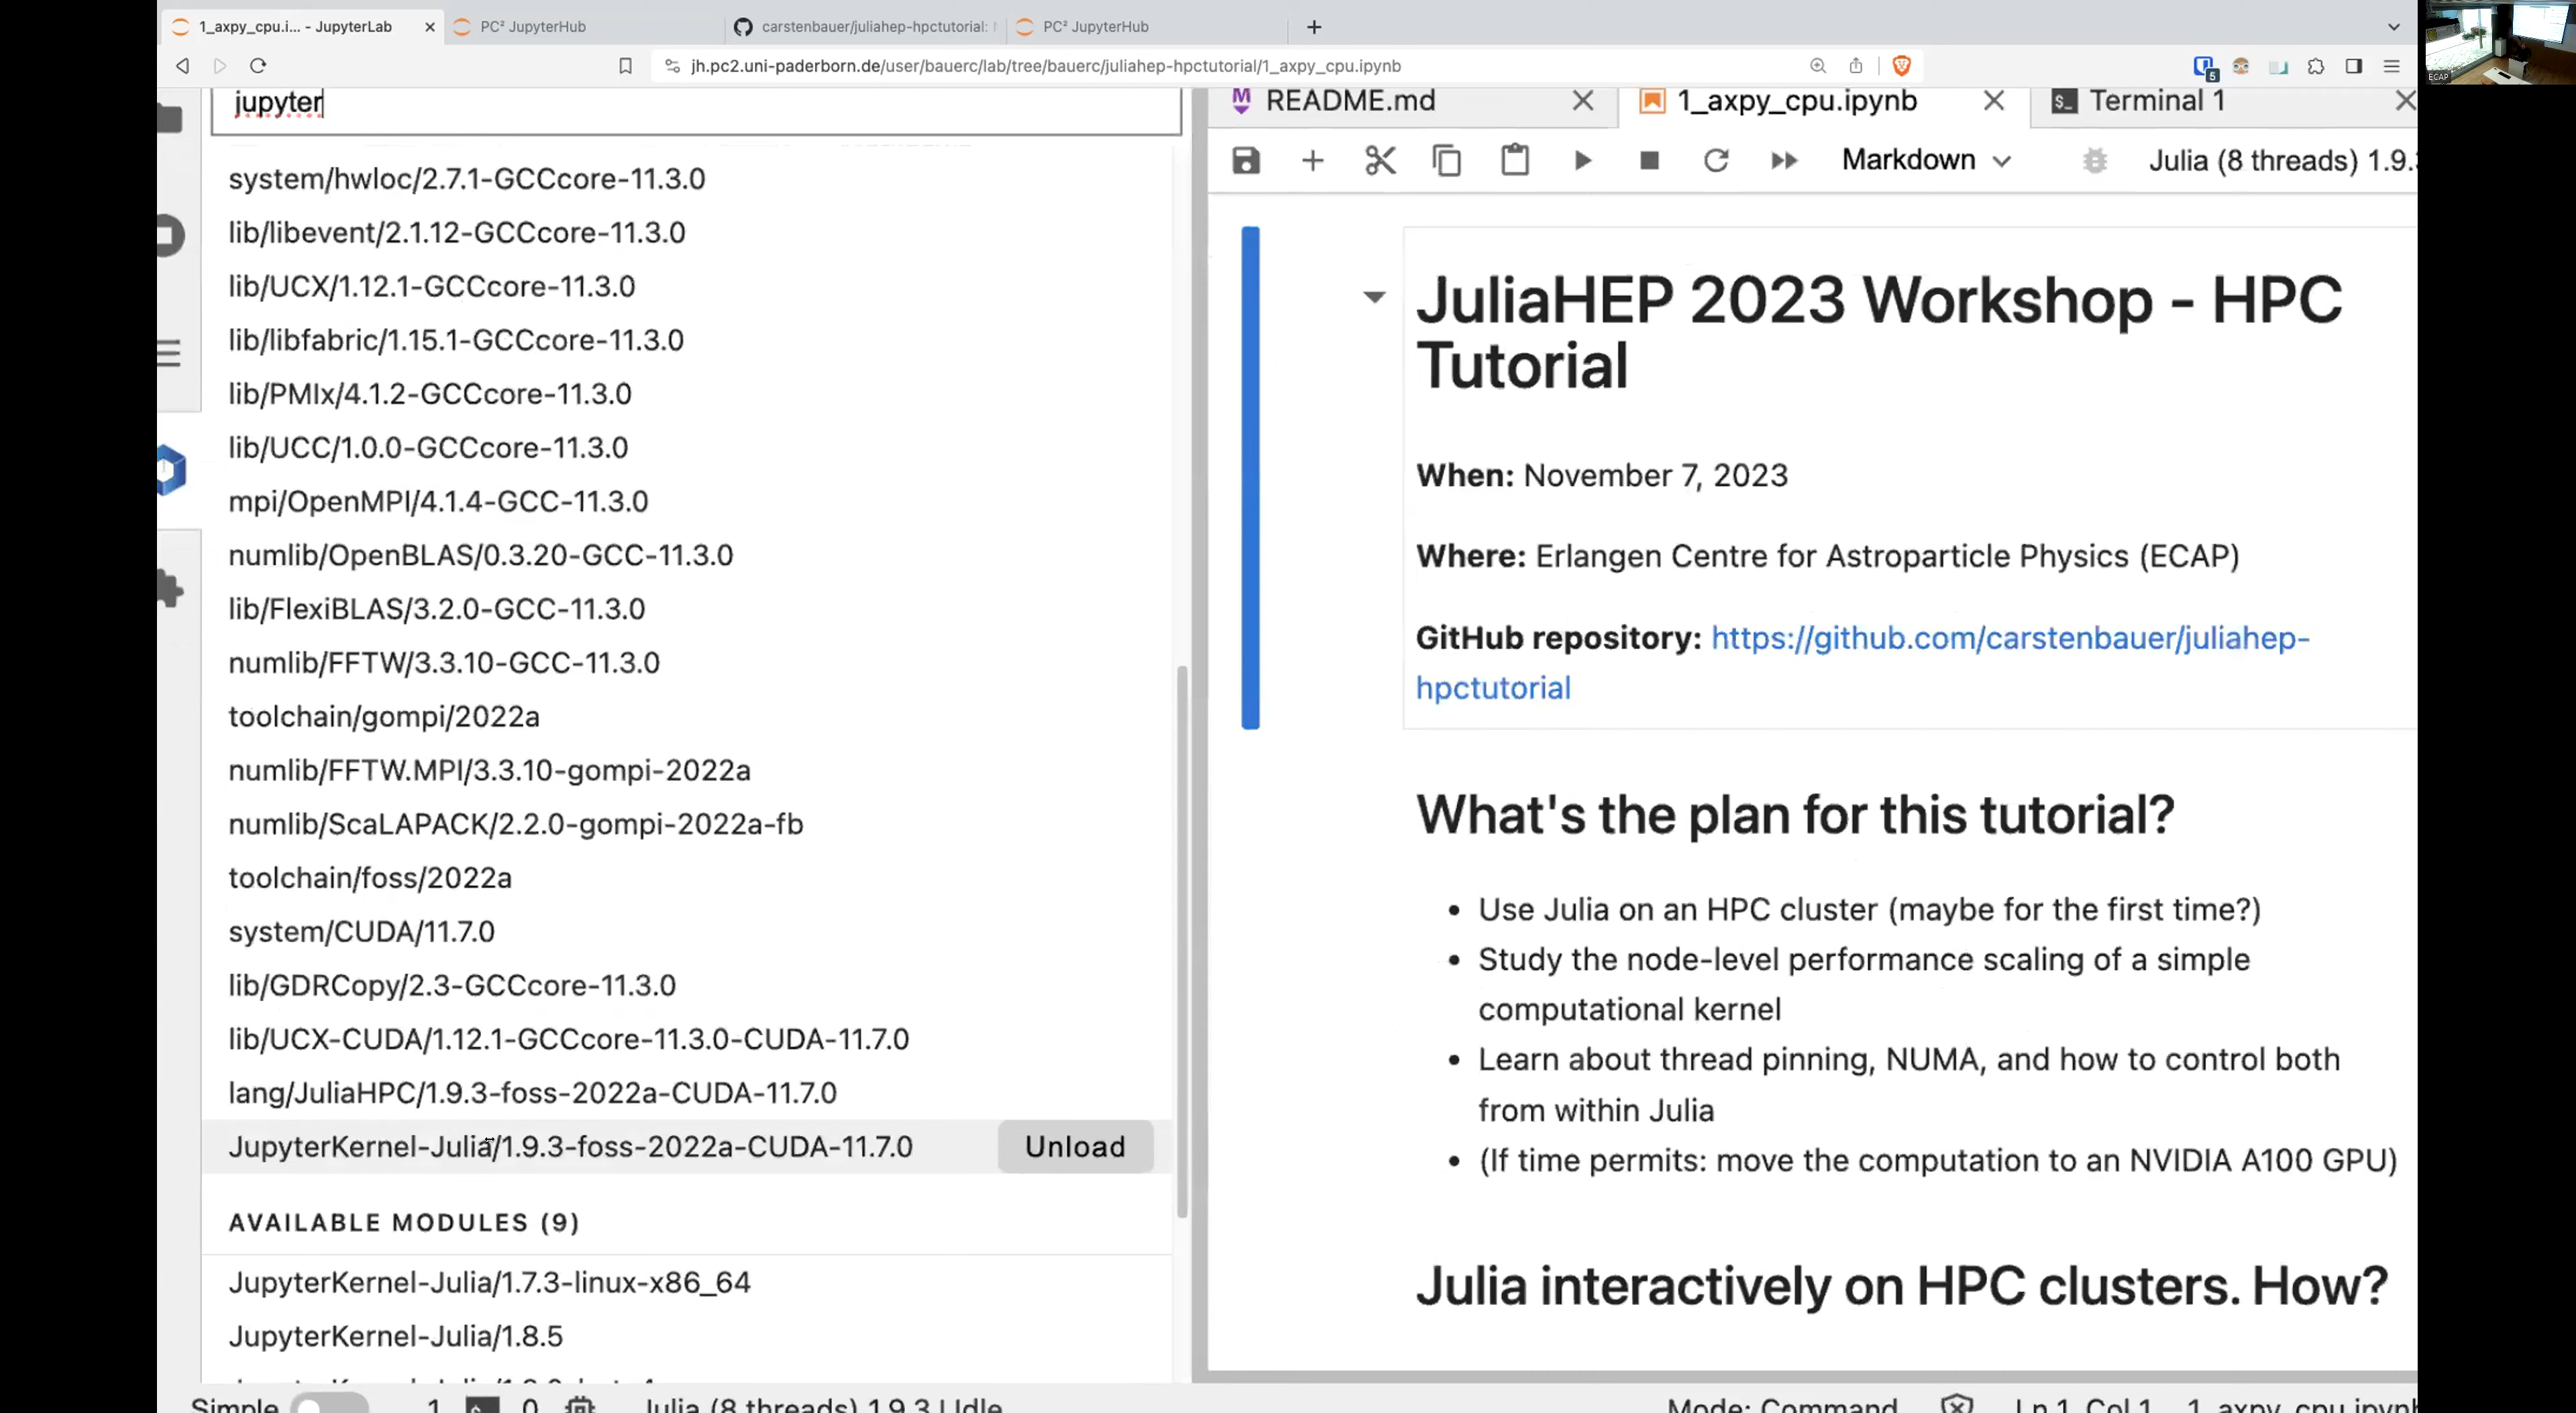 1_axpy_cpu.i... - JupyterLab
PC² JupyterHub
carstenbauer/juliahep-hpctutorial:
PC² JupyterHub
jh.pc2.uni-paderborn.de/user/bauerc/lab/tree/bauerc/juliahep-hpctutorial/1_axpy_cpu.ipynb
5
ECAP
jupyter
system/hwloc/2.7.1-GCCcore-11.3.0
lib/libevent/2.1.12-GCCcore-11.3.0
lib/UCX/1.12.1-GCCcore-11.3.0
lib/libfabric/1.15.1-GCCcore-11.3.0
lib/PMIx/4.1.2-GCCcore-11.3.0
lib/UCC/1.0.0-GCCcore-11.3.0
mpi/OpenMPI/4.1.4-GCC-11.3.0
numlib/OpenBLAS/0.3.20-GCC-11.3.0
lib/FlexiBLAS/3.2.0-GCC-11.3.0
numlib/FFTW/3.3.10-GCC-11.3.0
toolchain/gompi/2022a
numlib/FFTW.MPI/3.3.10-gompi-2022a
numlib/ScaLAPACK/2.2.0-gompi-2022a-fb
toolchain/foss/2022a
system/CUDA/11.7.0
lib/GDRCopy/2.3-GCCcore-11.3.0
lib/UCX-CUDA/1.12.1-GCCcore-11.3.0-CUDA-11.7.0
lang/JuliaHPC/1.9.3-foss-2022a-CUDA-11.7.0
JupyterKernel-Julia/1.9.3-foss-2022a-CUDA-11.7.0 Unload
AVAILABLE MODULES (9)
JupyterKernel-Julia/1.7.3-linux-x86_64
JupyterKernel-Julia/1.8.5
README.md
1_axpy_cpu.ipynb
Terminal 1
Markdown
Julia (8 threads) 1.9.
JuliaHEP 2023 Workshop - HPC
Tutorial
When: November 7, 2023
Where: Erlangen Centre for Astroparticle Physics (ECAP)
GitHub repository: https://github.com/carstenbauer/juliahep-
hpctutorial
What's the plan for this tutorial?
• Use Julia on an HPC cluster (maybe for the first time?)
• Study the node-level performance scaling of a simple
computational kernel
• Learn about thread pinning, NUMA, and how to control both
from within Julia
• (If time permits: move the computation to an NVIDIA A100 GPU)
Julia interactively on HPC clusters. How?
Simple 1 0 Julia (8 threads) 1.9.3 | Idle
Mode: Command Ln 1, Col 1 1_axpy_cpu.ipynb